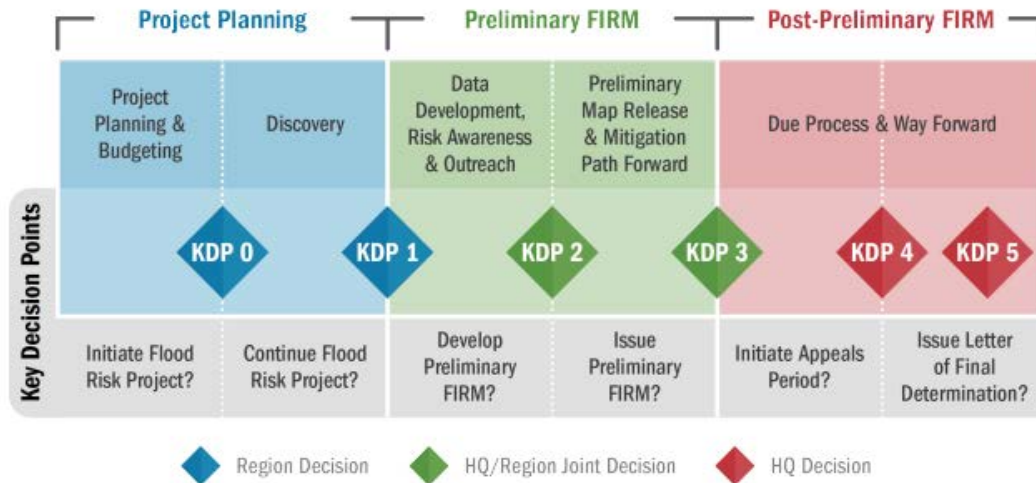 Project Planning
Preliminary FIRM
Post-Preliminary FIRM
Project
Planning &
Budgeting
Discovery
Data
Development,
Risk Awareness
& Outreach
Preliminary
Map Release
& Mitigation
Path Forward
Due Process & Way Forward
Key Decision Points
KDP 0
KDP 1
KDP 2
KDP 3
KDP 4
KDP 5
Initiate Flood
Risk Project?
Continue Flood
Risk Project?
Develop
Preliminary
FIRM?
Issue
Preliminary
FIRM?
Initiate Appeals
Period?
Issue Letter
of Final
Determination?
Region Decision
HQ/Region Joint Decision
HQ Decision